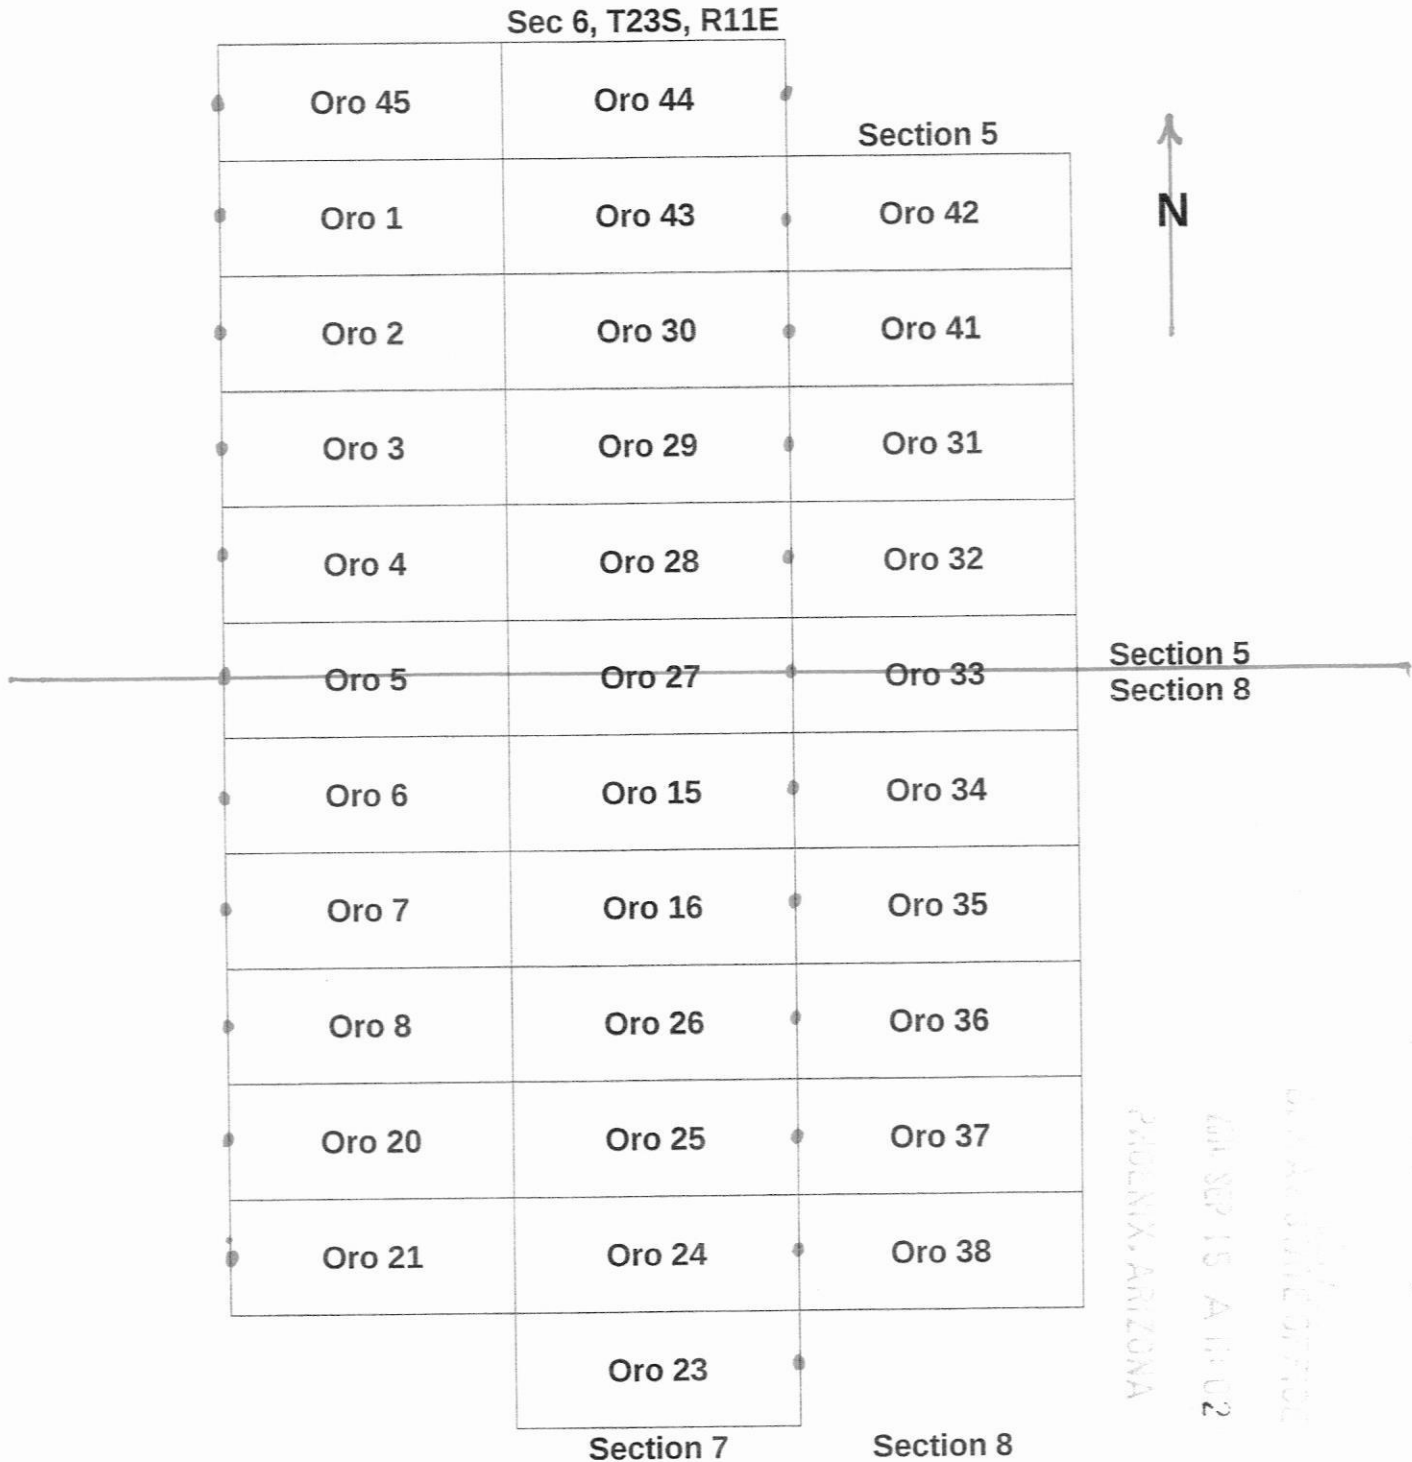 Sec 6, T23S, R11E
Oro 45 Oro 44
Section 5
Oro 1 Oro 43 Oro 42
N
Oro 2 Oro 30 Oro 41
Oro 3 Oro 29 Oro 31
Oro 4 Oro 28 Oro 32
Oro 5 Oro 27 Oro 33
Section 5
Section 8
Oro 6 Oro 15 Oro 34
Oro 7 Oro 16 Oro 35
Oro 8 Oro 26 Oro 36
Oro 20 Oro 25 Oro 37
Oro 21 Oro 24 Oro 38
Oro 23
Section 7 Section 8
SEP 15 A
PHOENIX, ARIZONA